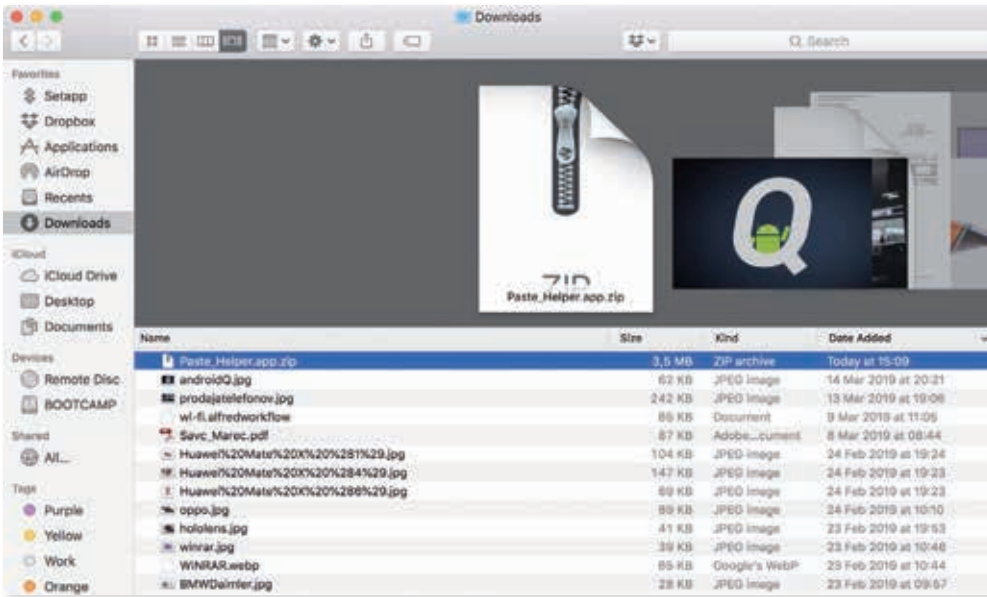 Downloads
Search
Favorites
Setapp
Dropbox
Applications
AirDrop
Recents
Downloads
iCloud
iCloud Drive
Desktop
Documents
Devices
Remote Disc
BOOTCAMP
Shared
All...
Tags
Purple
Yellow
Work
Orange
Q
ZIP
Paste_Helper.app.zip
Name Size Kind Date Added
Paste_Helper.app.zip 3,5 MB ZIP archive Today at 15:09
androidQ.jpg 62 KB JPEG image 14 Mar 2019 at 20:21
prodajatelefonov.jpg 242 KB JPEG image 13 Mar 2019 at 19:06
wi-fi.alfredworkflow Document 9 Mar 2019 at 11:05
Savc_Marec.pdf 87 KB Adobe...cument 8 Mar 2019 at 08:44
Huawei%20Mate%20X%20%281%29.jpg 104 KB JPEG image 24 Feb 2019 at 19:24
Huawei%20Mate%20X%20%284%29.jpg 147 KB JPEG image 24 Feb 2019 at 19:23
Huawei%20Mate%20X%20%286%29.jpg 69 KB JPEG image 24 Feb 2019 at 19:23
oppo.jpg KB JPEG image 24 Feb 2019 at 10:10
hololens.jpg 41 KB JPEG image 23 Feb 2019 at 19:53
winrar.jpg 39 KB JPEG image 23 Feb 2019 at 10:46
WINRAR.webp KB Google's WebP 23 Feb 2019 at 10:44
BMWDaimler.jpg 28 KB JPEG image 23 Feb 2019 at 09:57